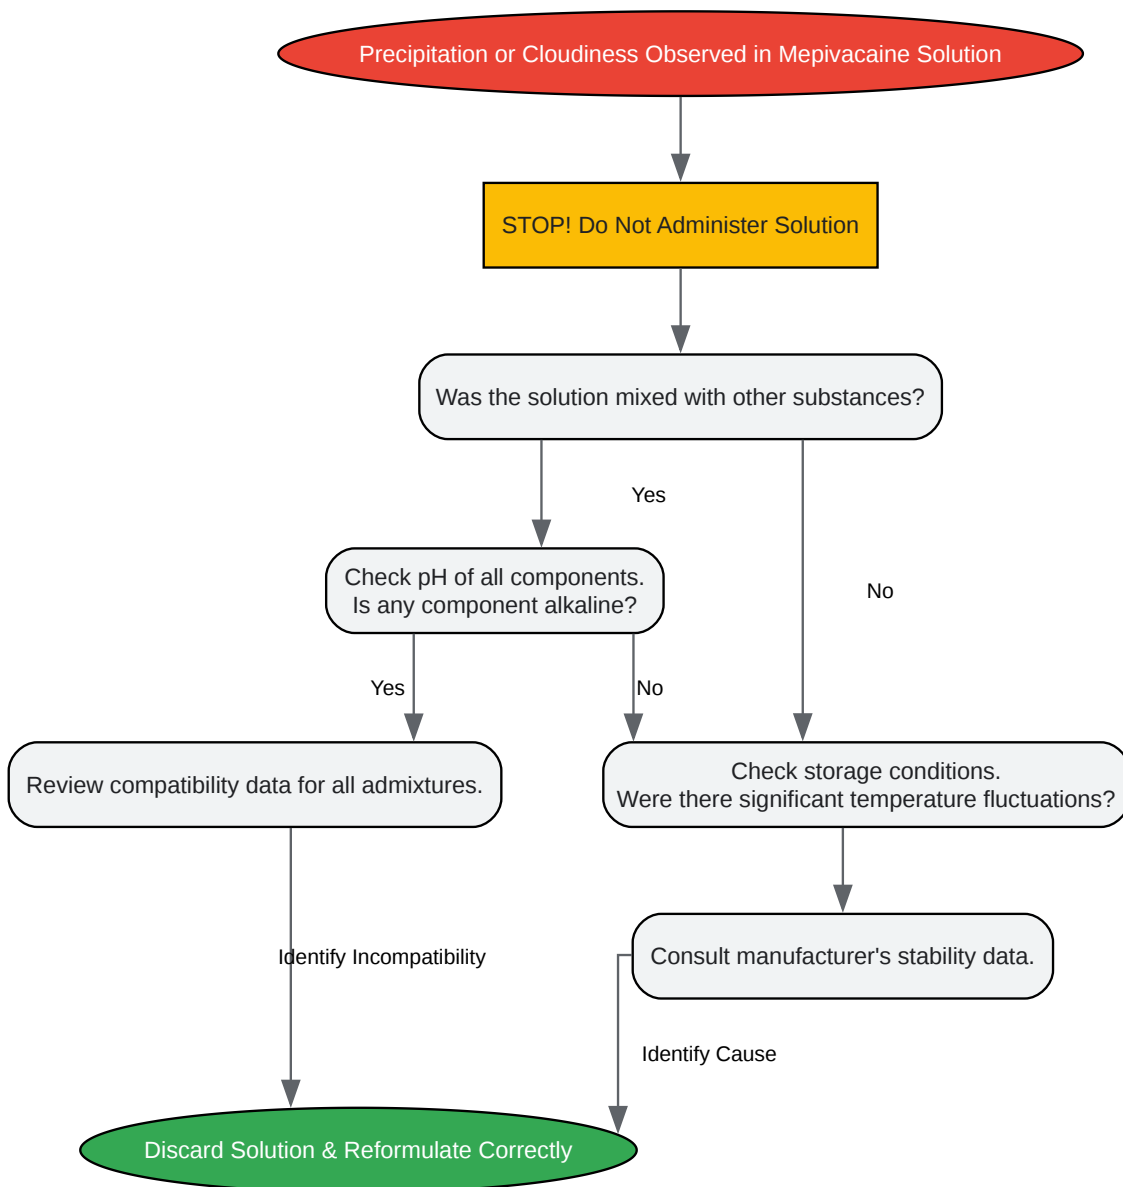 Precipitation or Cloudiness Observed in Mepivacaine Solution
STOP! Do Not Administer Solution
Was the solution mixed with other substances?
Yes
Check pH of all components.
Is any component alkaline?
No
Yes
No
Review compatibility data for all admixtures.
Check storage conditions.
Were there significant temperature fluctuations?
Identify Incompatibility
Consult manufacturer's stability data.
Identify Cause
Discard Solution & Reformulate Correctly